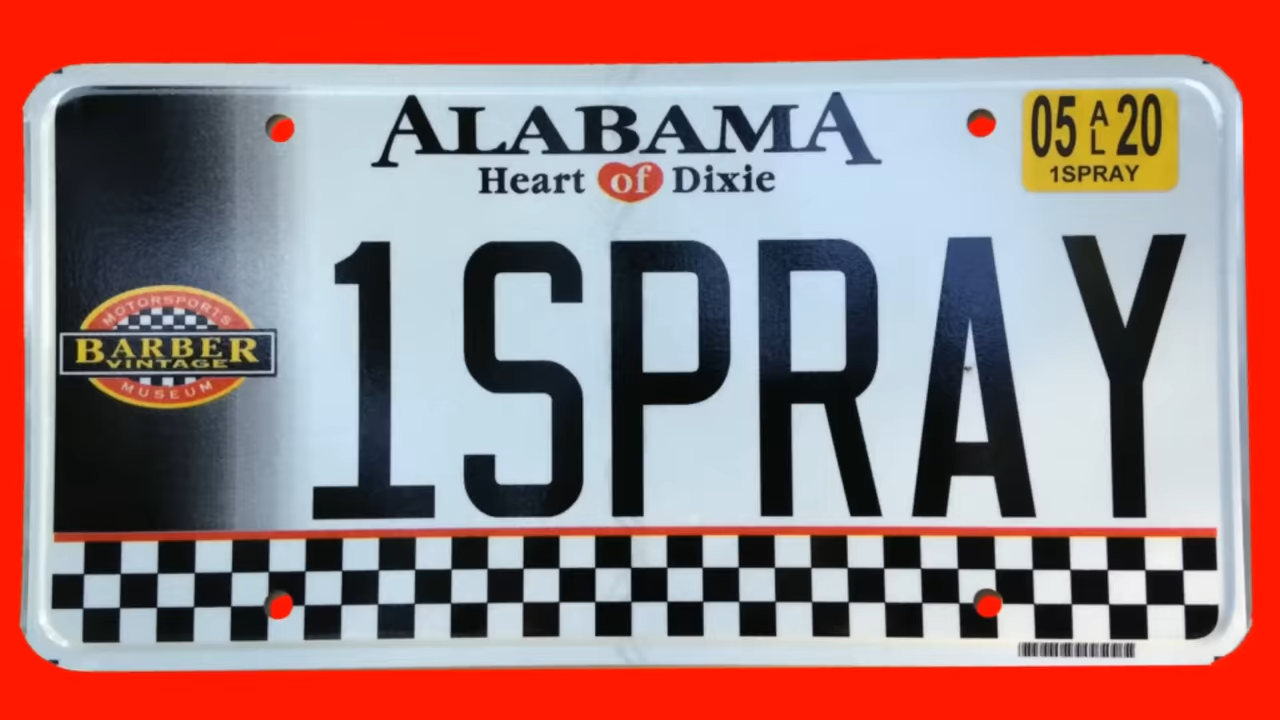 ALABAMA
Heart of Dixie
05 AL 20
1SPRAY
1SPRAY
MOTORSPORTS
BARBER
VINTAGE
MUSEUM